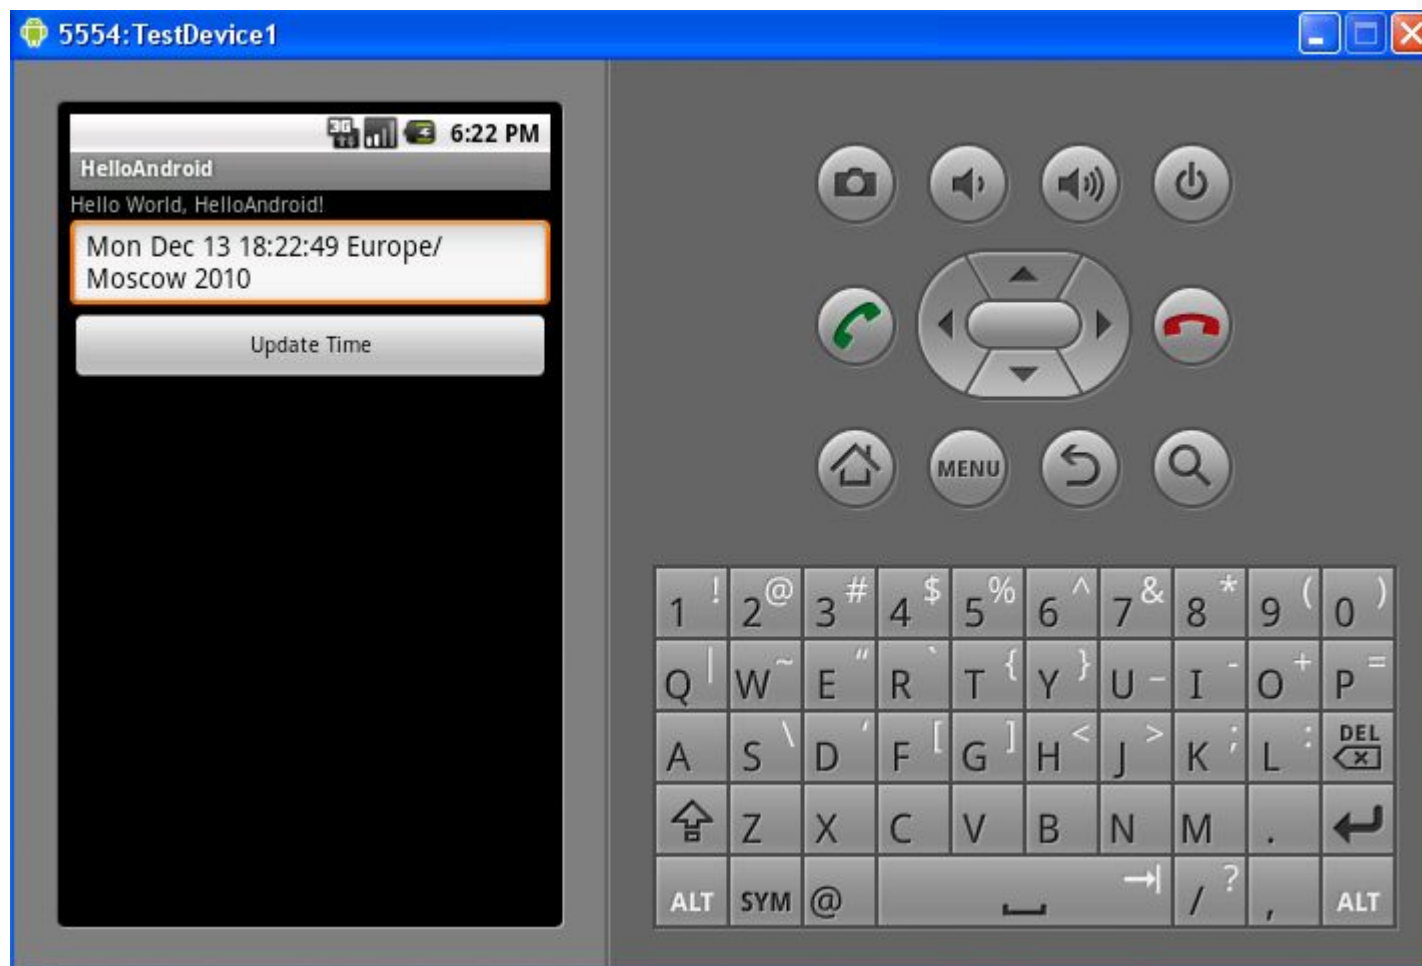 5554:TestDevice1
3G 6:22 PM
HelloAndroid
Hello World, HelloAndroid!
Mon Dec 13 18:22:49 Europe/
Moscow 2010
Update Time
MENU
1 ! 2 @ 3 # 4 $ 5 % 6 ^ 7 & 8 * 9 ( 0 )
Q | W ~ E " R ` T { Y } U _ I - O + P =
A S \ D ' F [ G ] H < J > K ; L : DEL
Z X C V B N M .
ALT SYM @ / ? , ALT